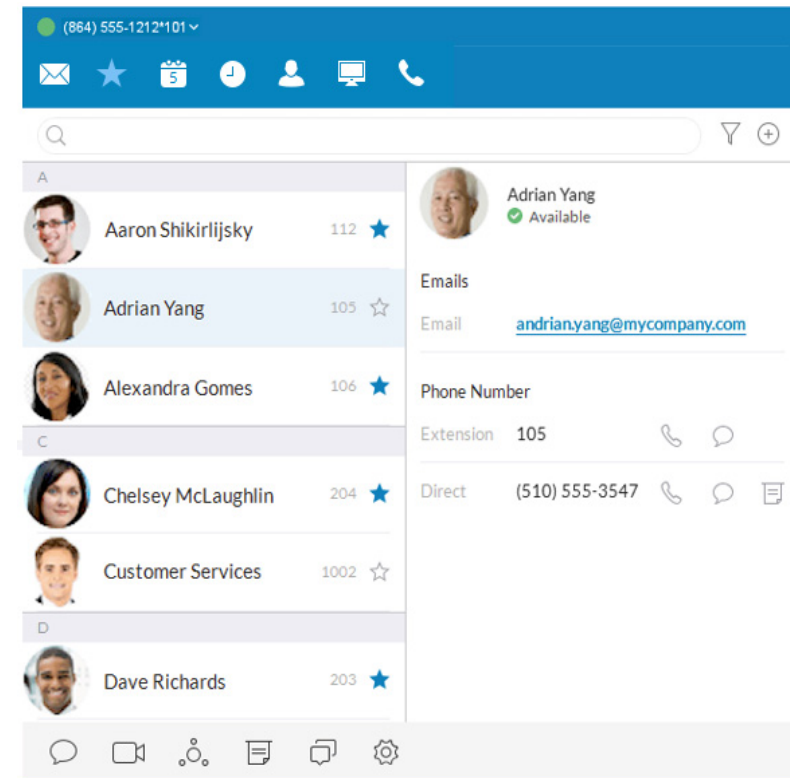 (864) 555-1212*101
5
A
Aaron Shikirlijsky 112
Adrian Yang 105
Alexandra Gomes 106
C
Chelsey McLaughlin 204
Customer Services 1002
D
Dave Richards 203
Adrian Yang
Available
Emails
Email andrian.yang@mycompany.com
Phone Number
Extension 105
Direct (510) 555-3547